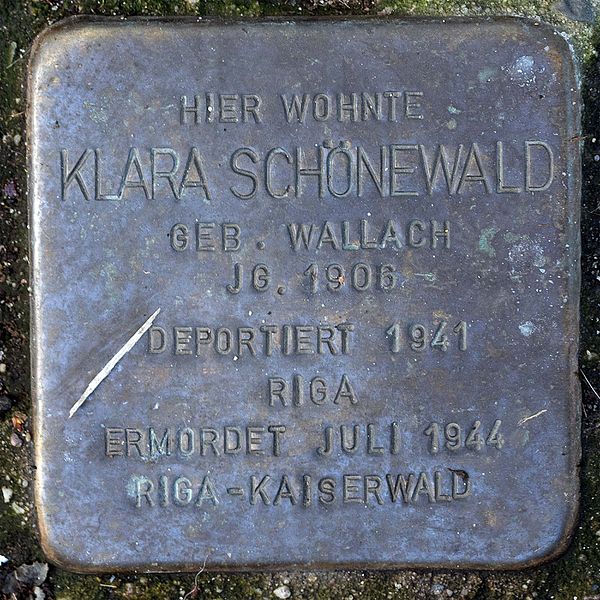 HIER WOHNTE
KLARA SCHÖNEWALD
GEB. WALLACH
JG. 1906
DEPORTIERT 1941
RIGA
ERMORDET JULI 1944
RIGA-KAISERWALD